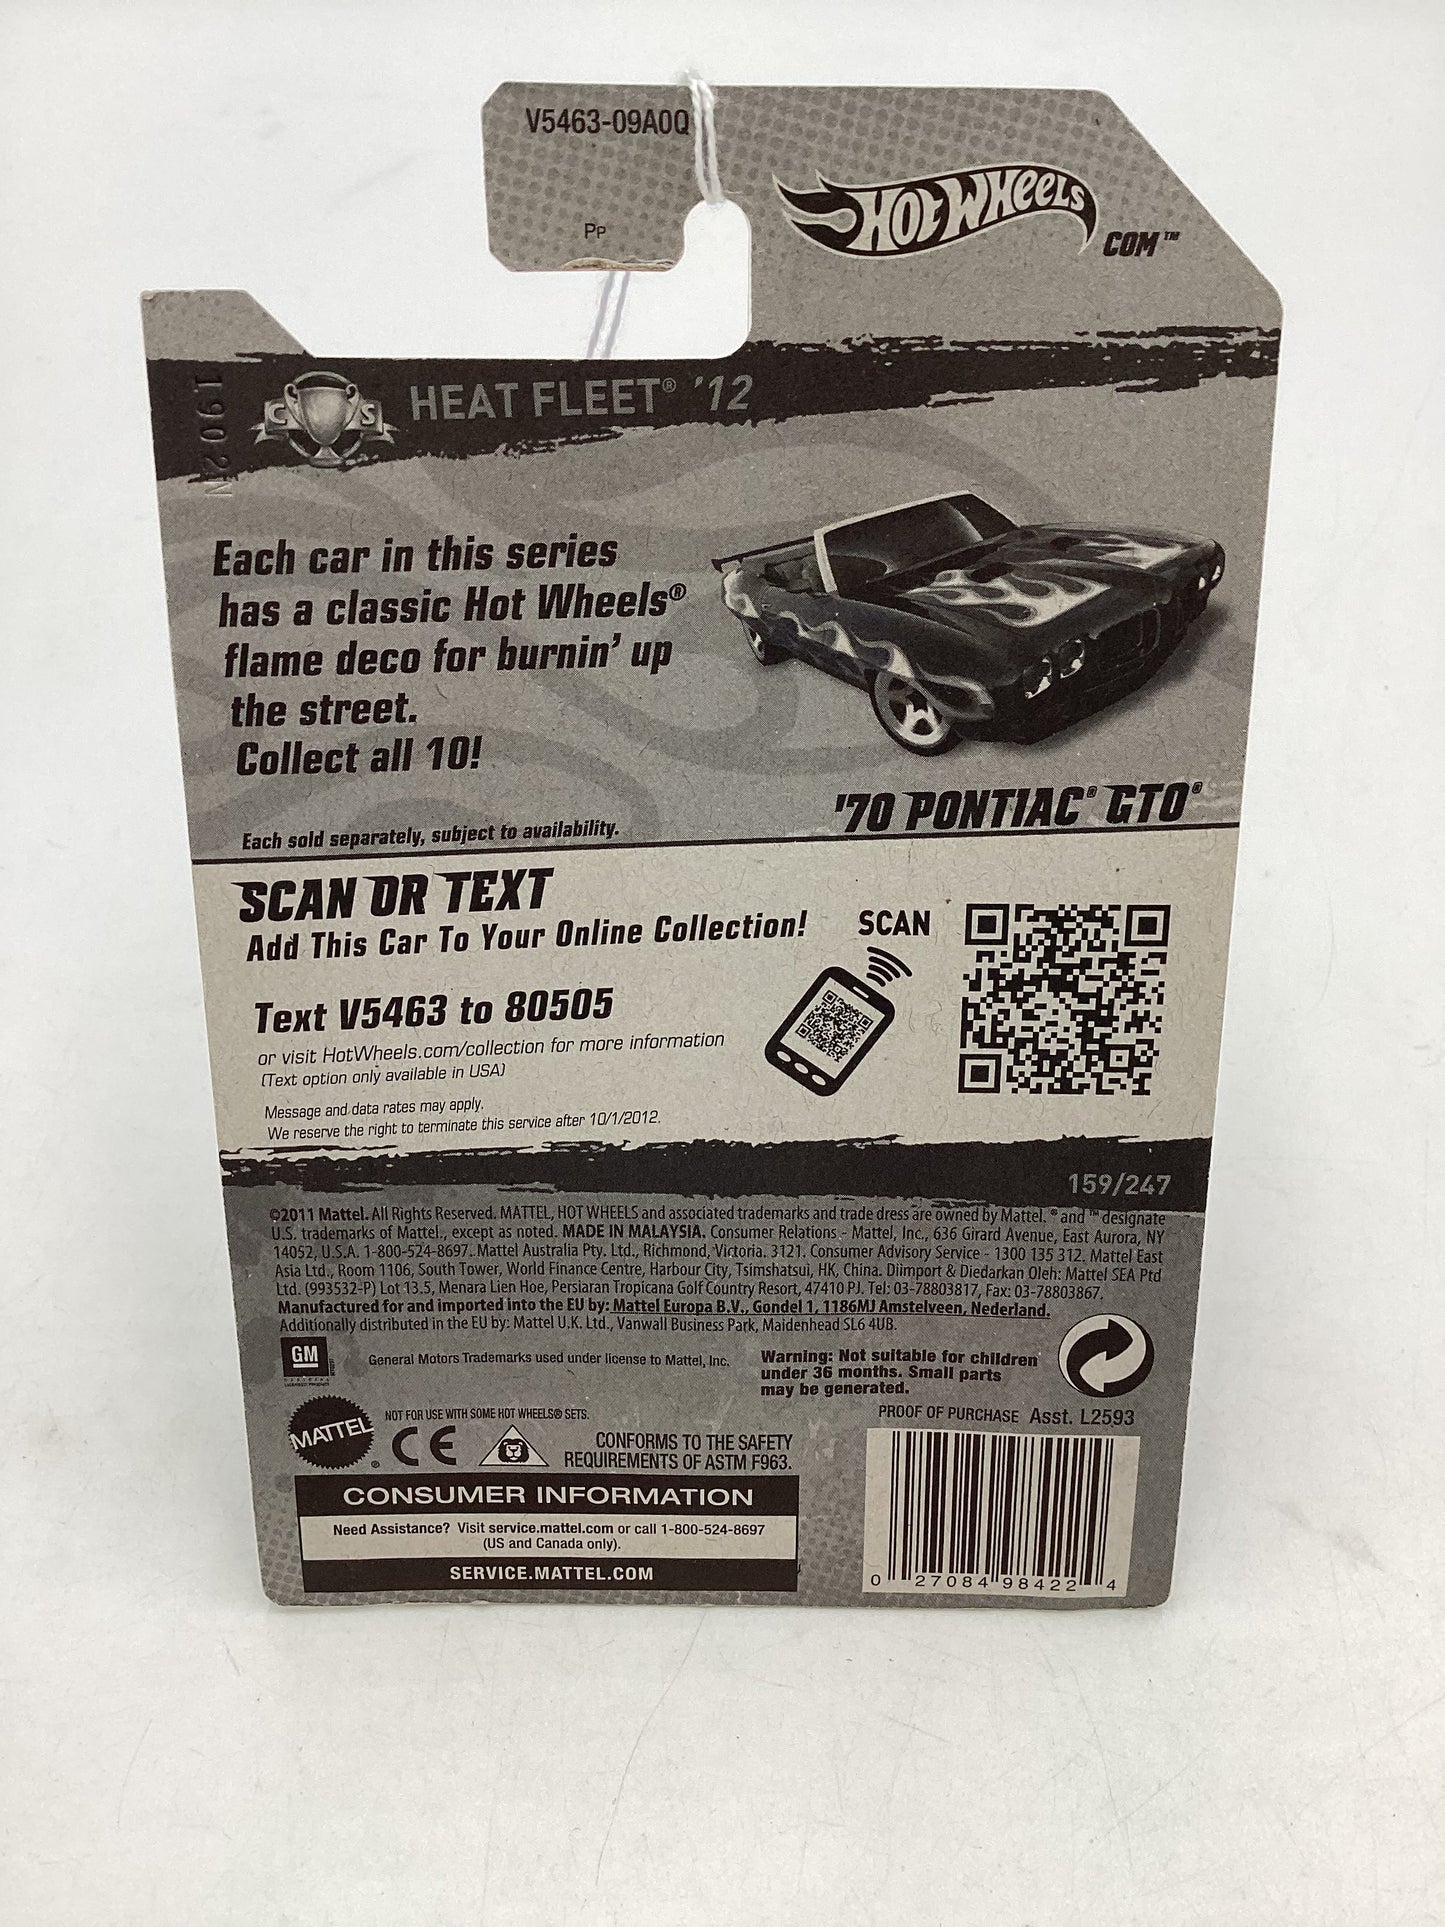 V5463-09A0Q
PP
HOT WHEELS
.COM™
C S HEAT FLEET® '12
1902N
Each car in this series
has a classic Hot Wheels®
flame deco for burnin' up
the street.
Collect all 10!
'70 PONTIAC® GTO®
Each sold separately, subject to availability.
SCAN OR TEXT
Add This Car To Your Online Collection!
SCAN
Text V5463 to 80505
or visit HotWheels.com/collection for more information
(Text option only available in USA)
Message and data rates may apply.
We reserve the right to terminate this service after 10/1/2012.
159/247
©2011 Mattel. All Rights Reserved. MATTEL, HOT WHEELS and associated trademarks and trade dress are owned by Mattel. ® and ™ designate
U.S. trademarks of Mattel., except as noted. MADE IN MALAYSIA. Consumer Relations - Mattel, Inc., 636 Girard Avenue, East Aurora, NY
14052, U.S.A. 1-800-524-8697. Mattel Australia Pty. Ltd., Richmond, Victoria. 3121. Consumer Advisory Service - 1300 135 312. Mattel East
Asia Ltd., Room 1106, South Tower, World Finance Centre, Harbour City, Tsimshatsui, HK, China. Diimport & Diedarkan Oleh: Mattel SEA Ptd
Ltd. (993532-P) Lot 13.5, Menara Lien Hoe, Persiaran Tropicana Golf Country Resort, 47410 PJ. Tel: 03-78803817, Fax: 03-78803867.
Manufactured for and imported into the EU by: Mattel Europa B.V., Gondel 1, 1186MJ Amstelveen, Nederland.
Additionally distributed in the EU by: Mattel U.K. Ltd., Vanwall Business Park, Maidenhead SL6 4UB.
GM
General Motors Trademarks used under license to Mattel, Inc.
Warning: Not suitable for children
under 36 months. Small parts
may be generated.
MATTEL®
NOT FOR USE WITH SOME HOT WHEELS® SETS.
CE
CONFORMS TO THE SAFETY
REQUIREMENTS OF ASTM F963.
PROOF OF PURCHASE Asst. L2593
CONSUMER INFORMATION
Need Assistance? Visit service.mattel.com or call 1-800-524-8697
(US and Canada only).
SERVICE.MATTEL.COM
0 27084 98422 4